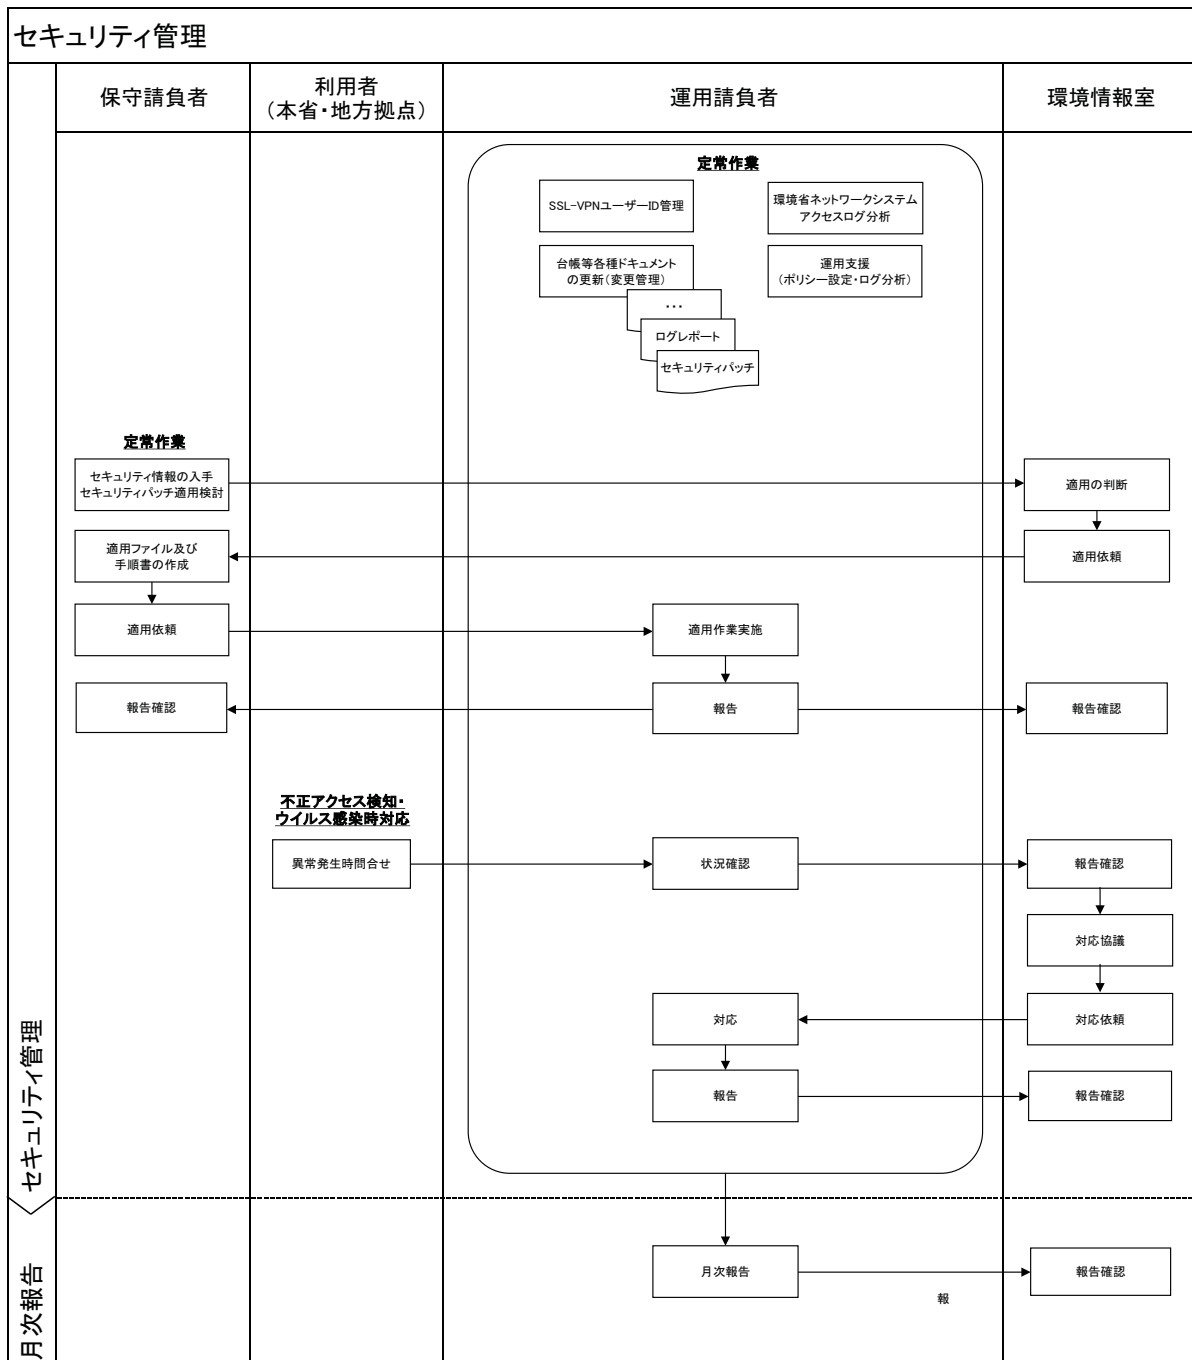 セキュリティ管理
保守請負者
利用者
（本省・地方拠点）
運用請負者
環境情報室
定常作業
SSL-VPNユーザーID管理
環境省ネットワークシステム
アクセスログ分析
台帳等各種ドキュメント
の更新（変更管理）
運用支援
（ポリシー設定・ログ分析）
・・・
ログレポート
セキュリティパッチ
定常作業
セキュリティ情報の入手
セキュリティパッチ適用検討
適用の判断
適用ファイル及び
手順書の作成
適用依頼
適用依頼
適用作業実施
報告確認
報告
報告確認
不正アクセス検知・
ウイルス感染時対応
異常発生時問合せ
状況確認
報告確認
対応協議
対応
対応依頼
報告
報告確認
セキュリティ管理
月次報告
報告確認
報
月次報告